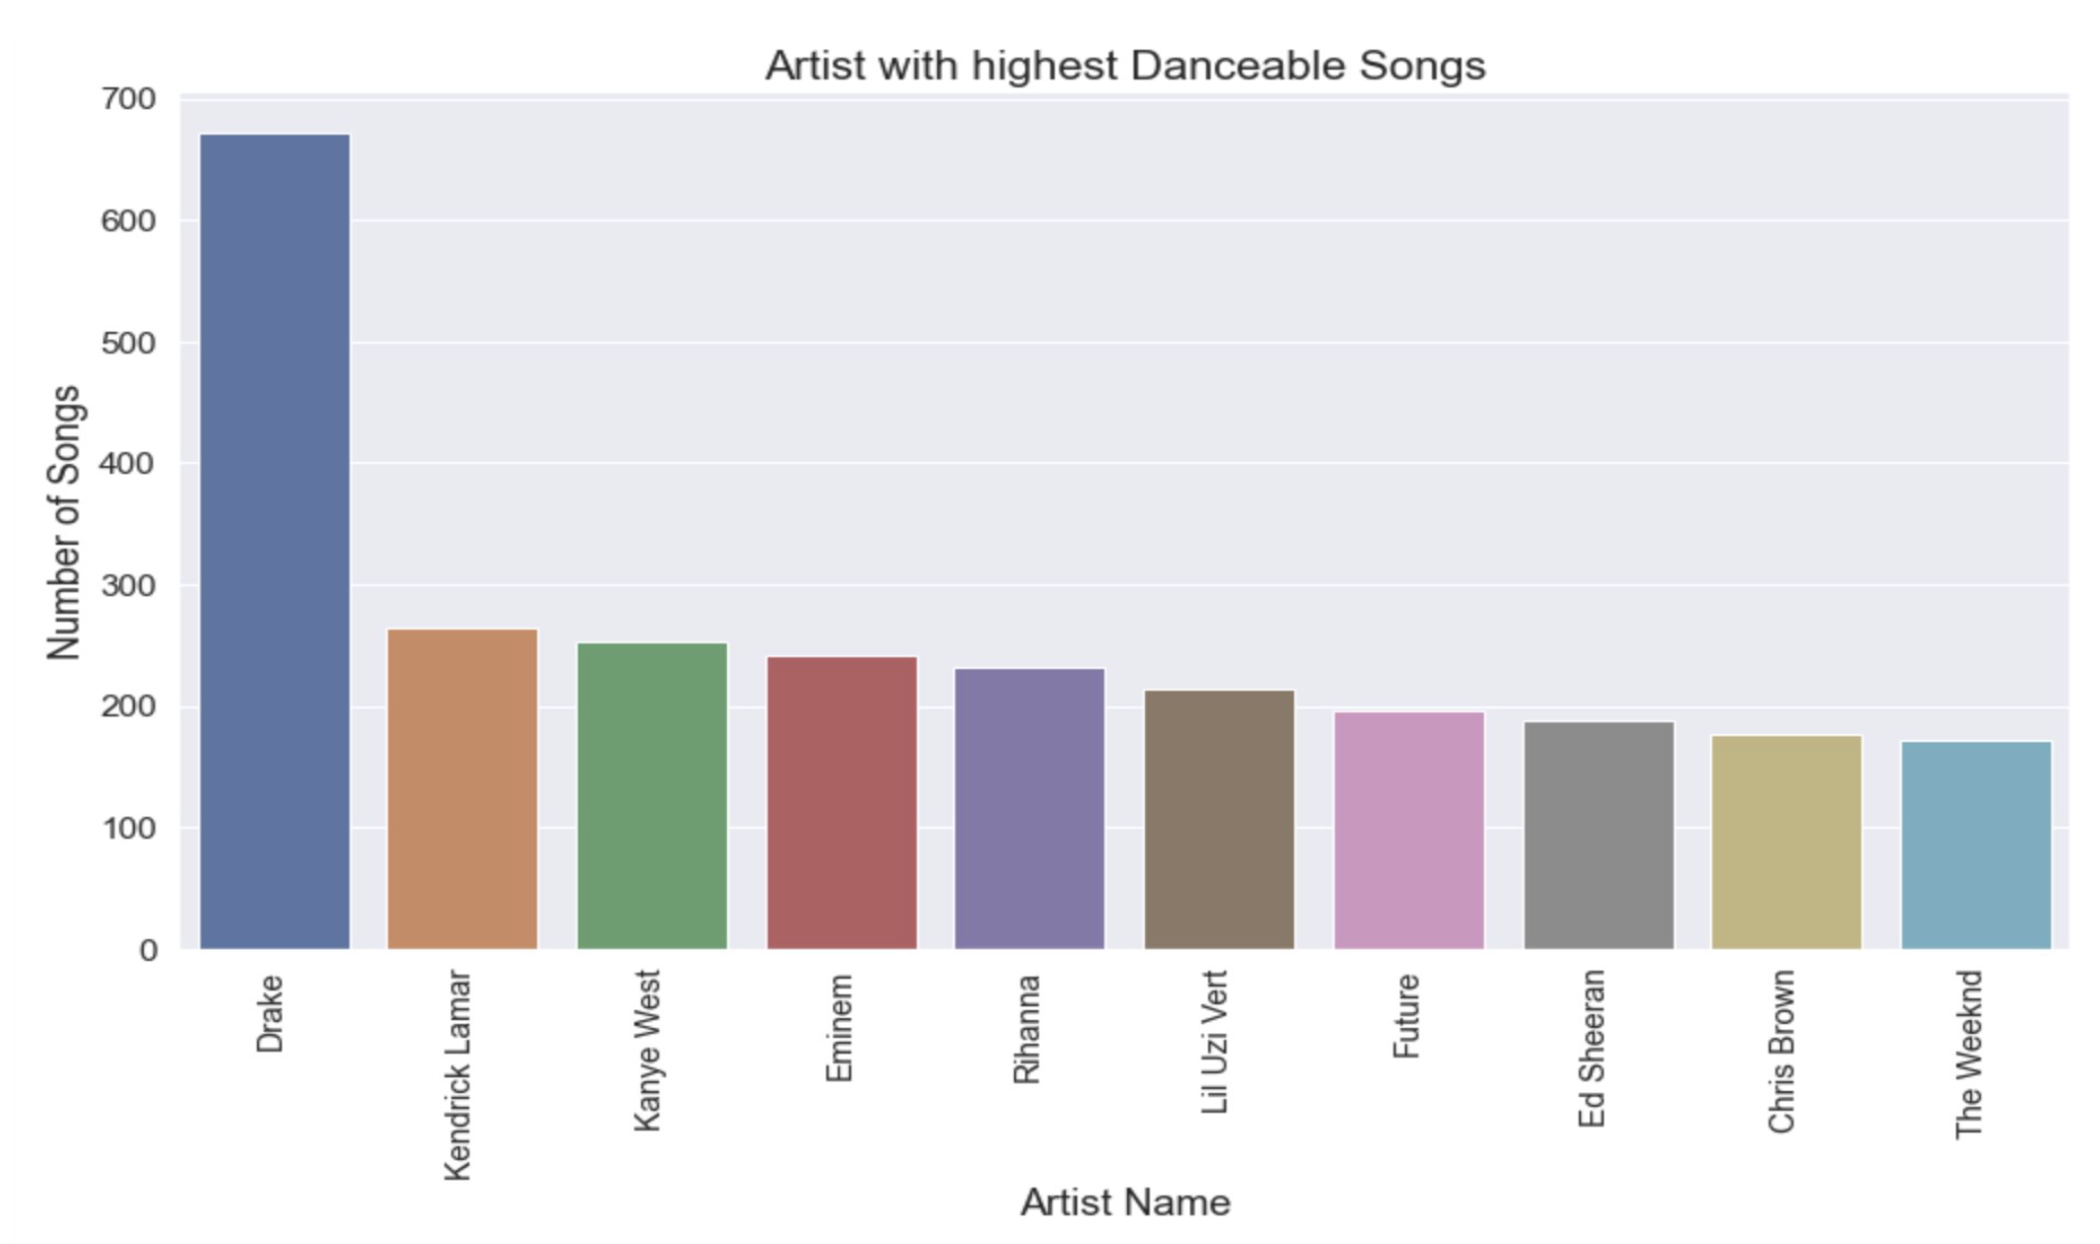 Artist with highest Danceable Songs
700
600
500
400
300
200
100
0
Number of Songs
Drake
Kendrick Lamar
Kanye West
Eminem
Rihanna
Lil Uzi Vert
Future
Ed Sheeran
Chris Brown
The Weeknd
Artist Name